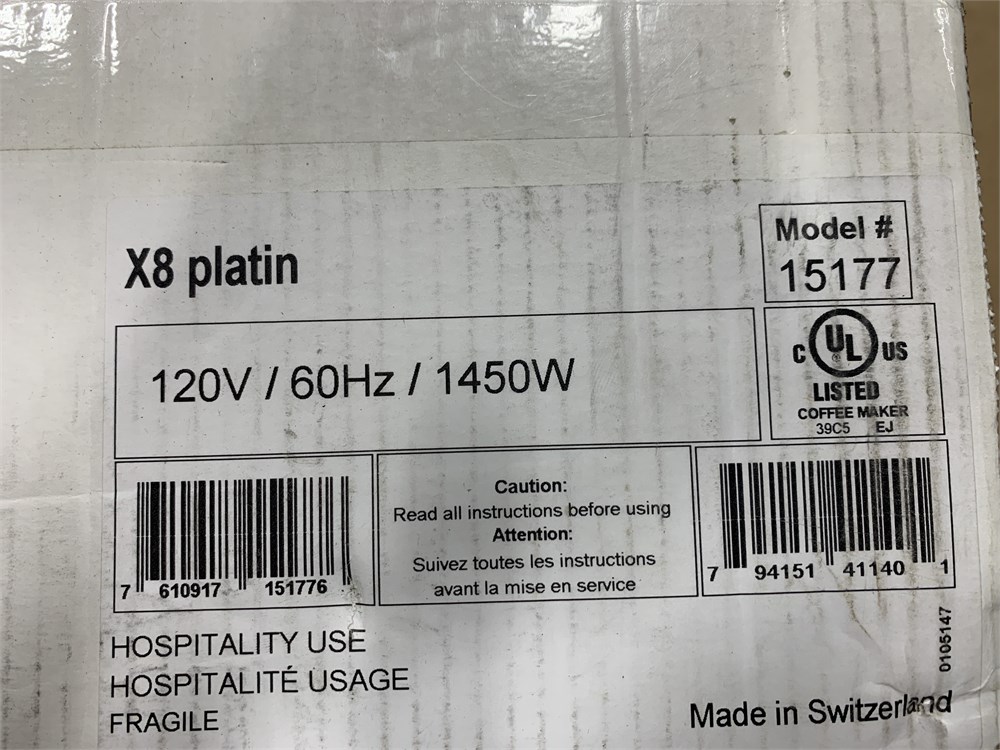 X8 platin
Model #
15177
120V / 60Hz / 1450W
C UL US
LISTED
COFFEE MAKER
39C5 EJ
7 610917 151776
Caution:
Read all instructions before using
Attention:
Suivez toutes les instructions
avant la mise en service
7 94151 41140 1
0105147
HOSPITALITY USE
HOSPITALITÉ USAGE
FRAGILE
Made in Switzerland